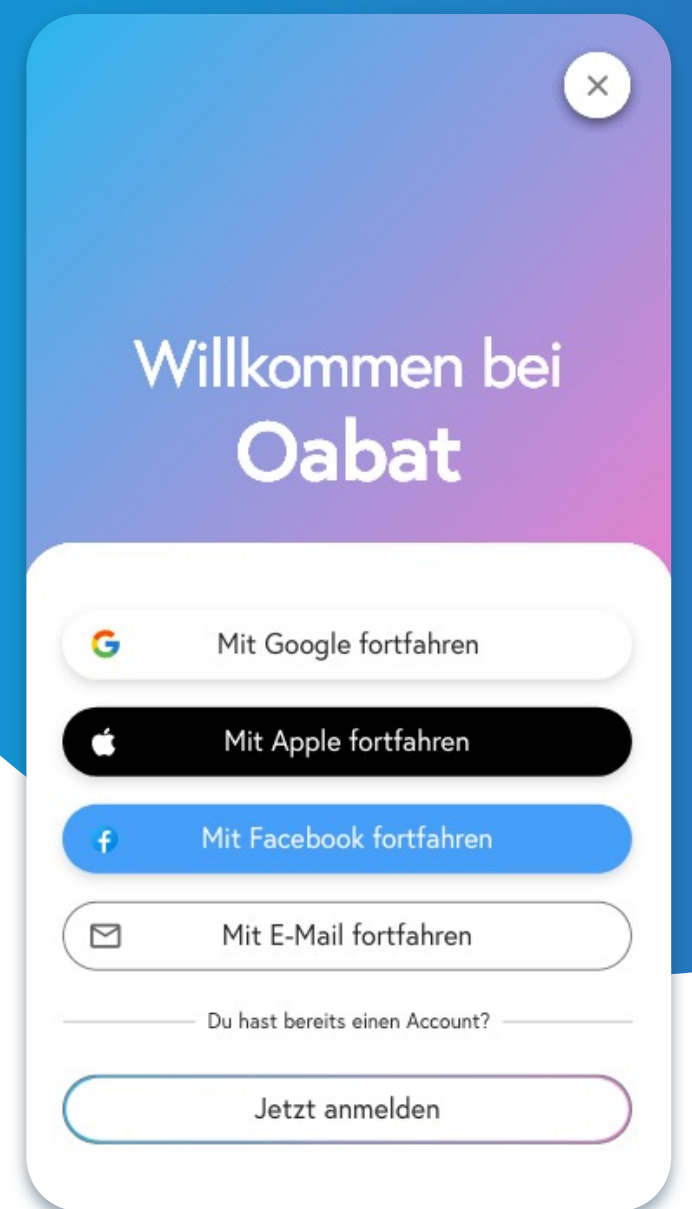 Willkommen bei
Oabat
Mit Google fortfahren
Mit Apple fortfahren
Mit Facebook fortfahren
Mit E-Mail fortfahren
Du hast bereits einen Account?
Jetzt anmelden